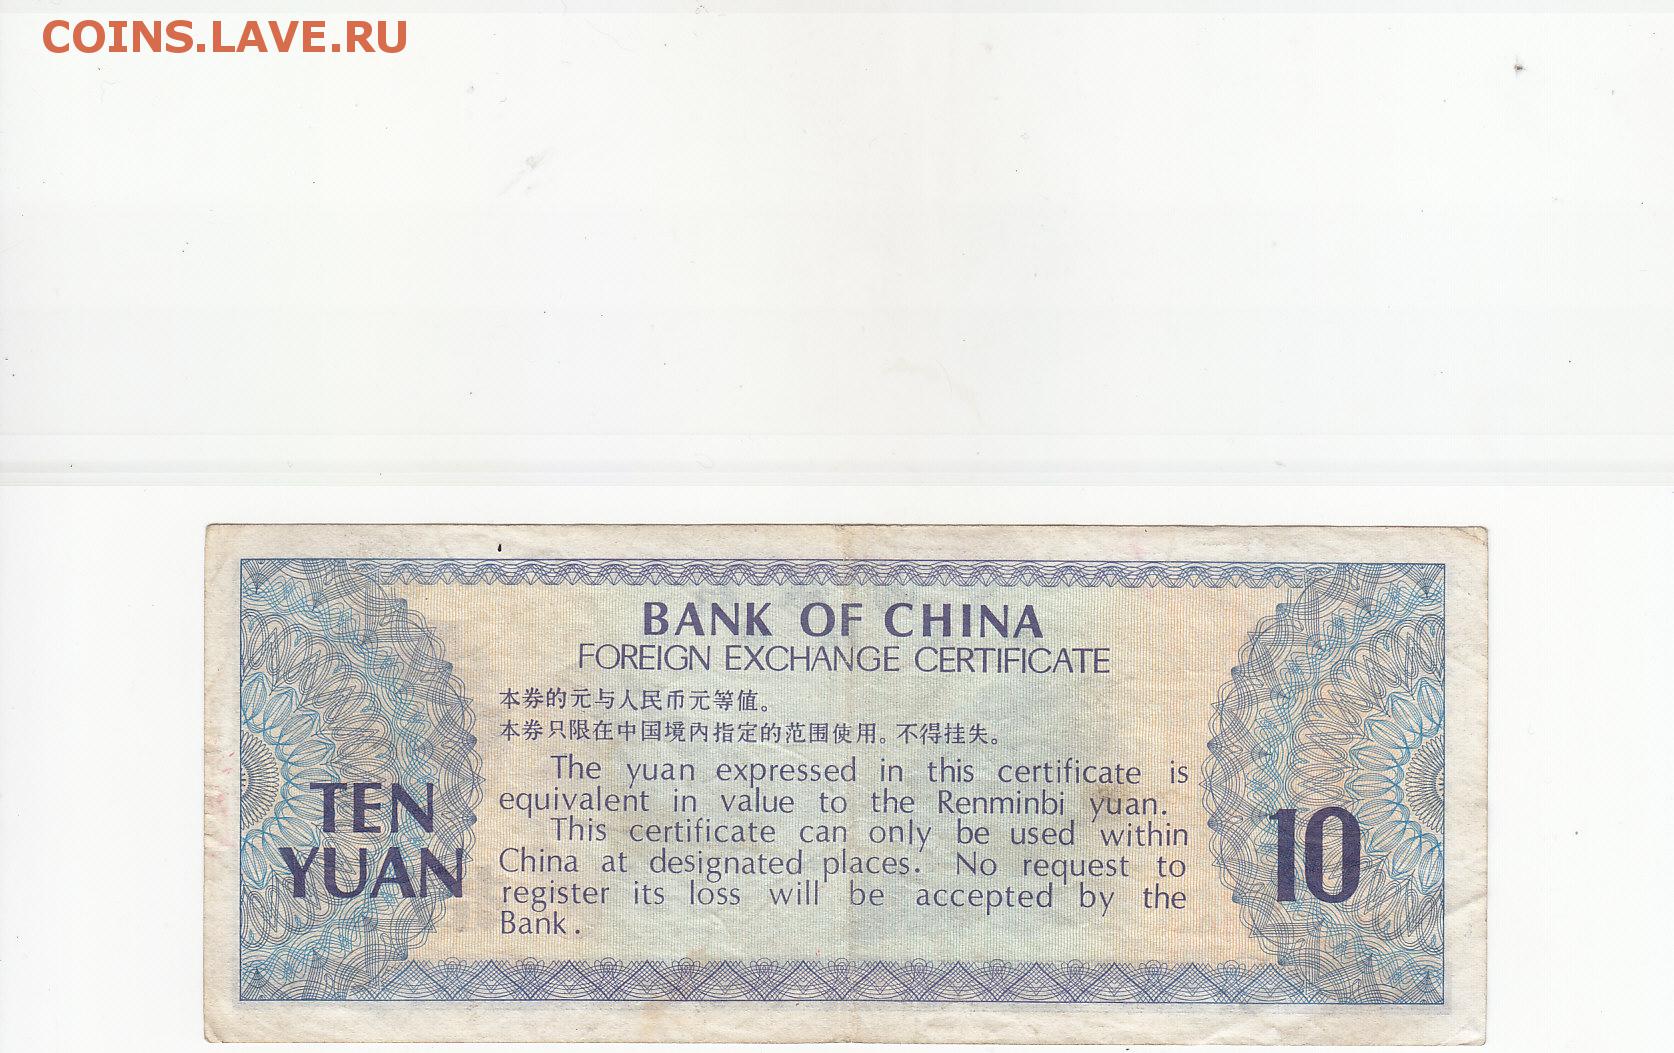 COINS.LAVE.RU
BANK OF CHINA
FOREIGN EXCHANGE CERTIFICATE
本券的元与人民币元等值。
本券只限在中国境内指定的范围使用。不得挂失。
The yuan expressed in this certificate is
equivalent in value to the Renminbi yuan.
This certificate can only be used within
China at designated places. No request to
register its loss will be accepted by the
Bank.
TEN
YUAN
10